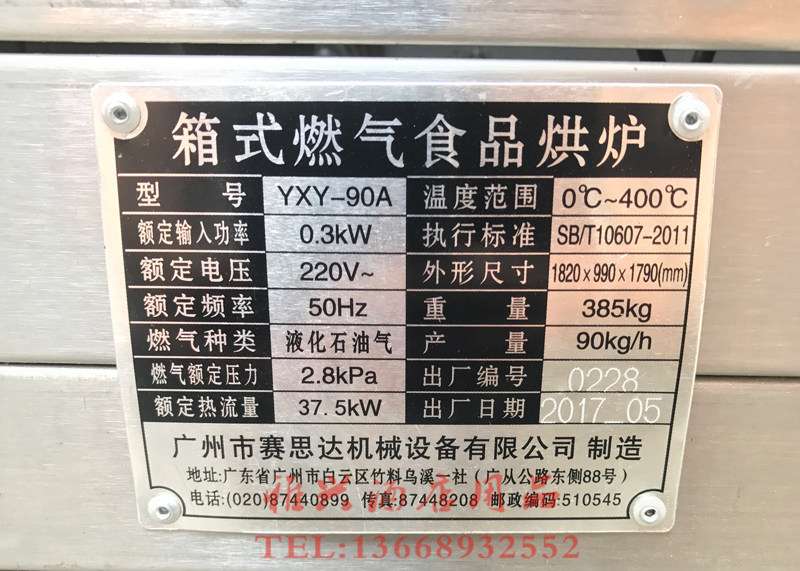 箱式燃气食品烘炉
型 号 YXY-90A 温度范围 0℃~400℃
额定输入功率 0.3kW 执行标准 SB/T10607-2011
额定电压 220V~ 外形尺寸 1820×990×1790(mm)
额定频率 50Hz 重 量 385kg
燃气种类 液化石油气 产 量 90kg/h
燃气额定压力 2.8kPa 出厂编号 0228
额定热流量 37.5kW 出厂日期 2017_05
广州市赛思达机械设备有限公司 制造
地址:广东省广州市白云区竹料乌溪一社(广从公路东侧88号)
电话:(020)87440899 传真:87448208 邮政编码:510545
恒兴酒店用品
TEL:13668932552